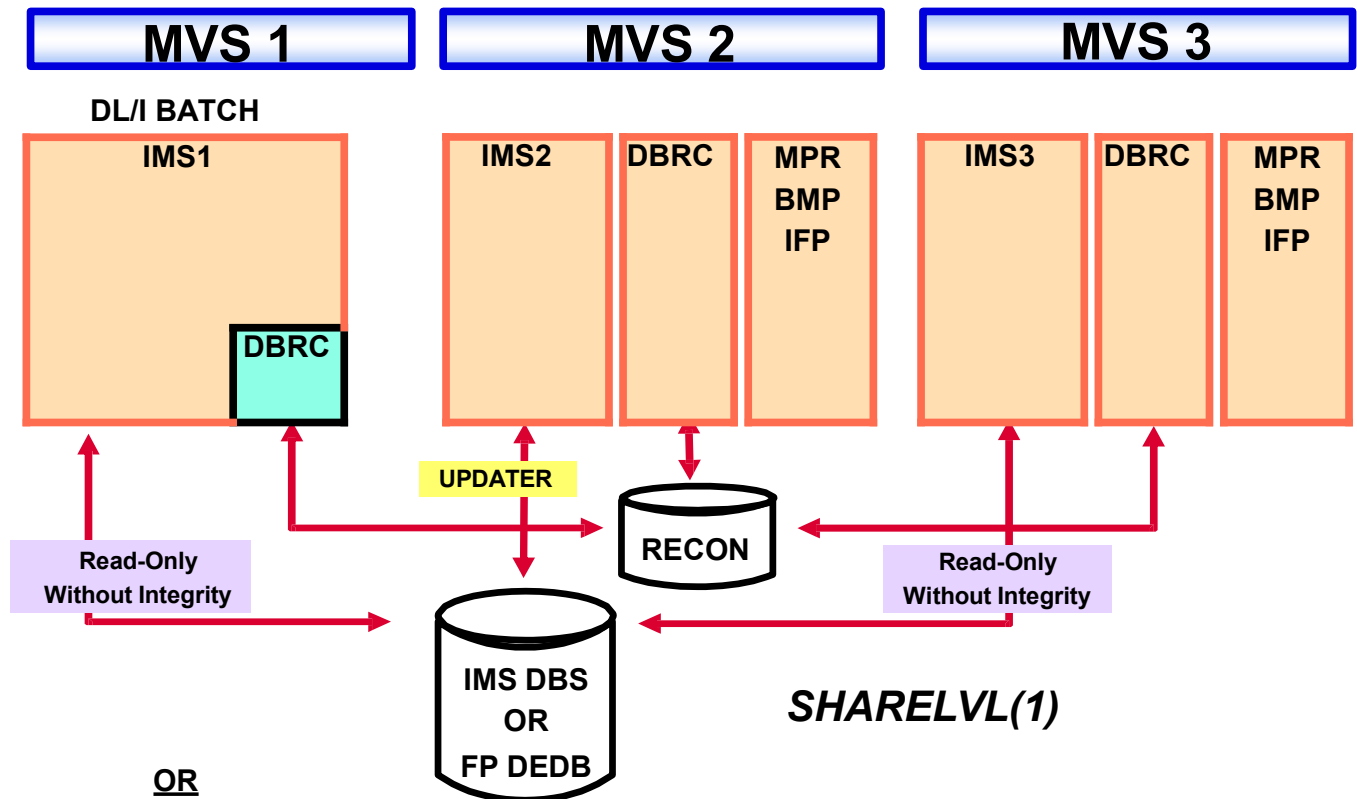 MVS 1
MVS 2
MVS 3
DL/I BATCH
IMS1
DBRC
IMS2
DBRC
MPR
BMP
IFP
IMS3
DBRC
MPR
BMP
IFP
UPDATER
RECON
Read-Only
Without Integrity
Read-Only
Without Integrity
IMS DBS
OR
FP DEDB
SHARELVL(1)
OR